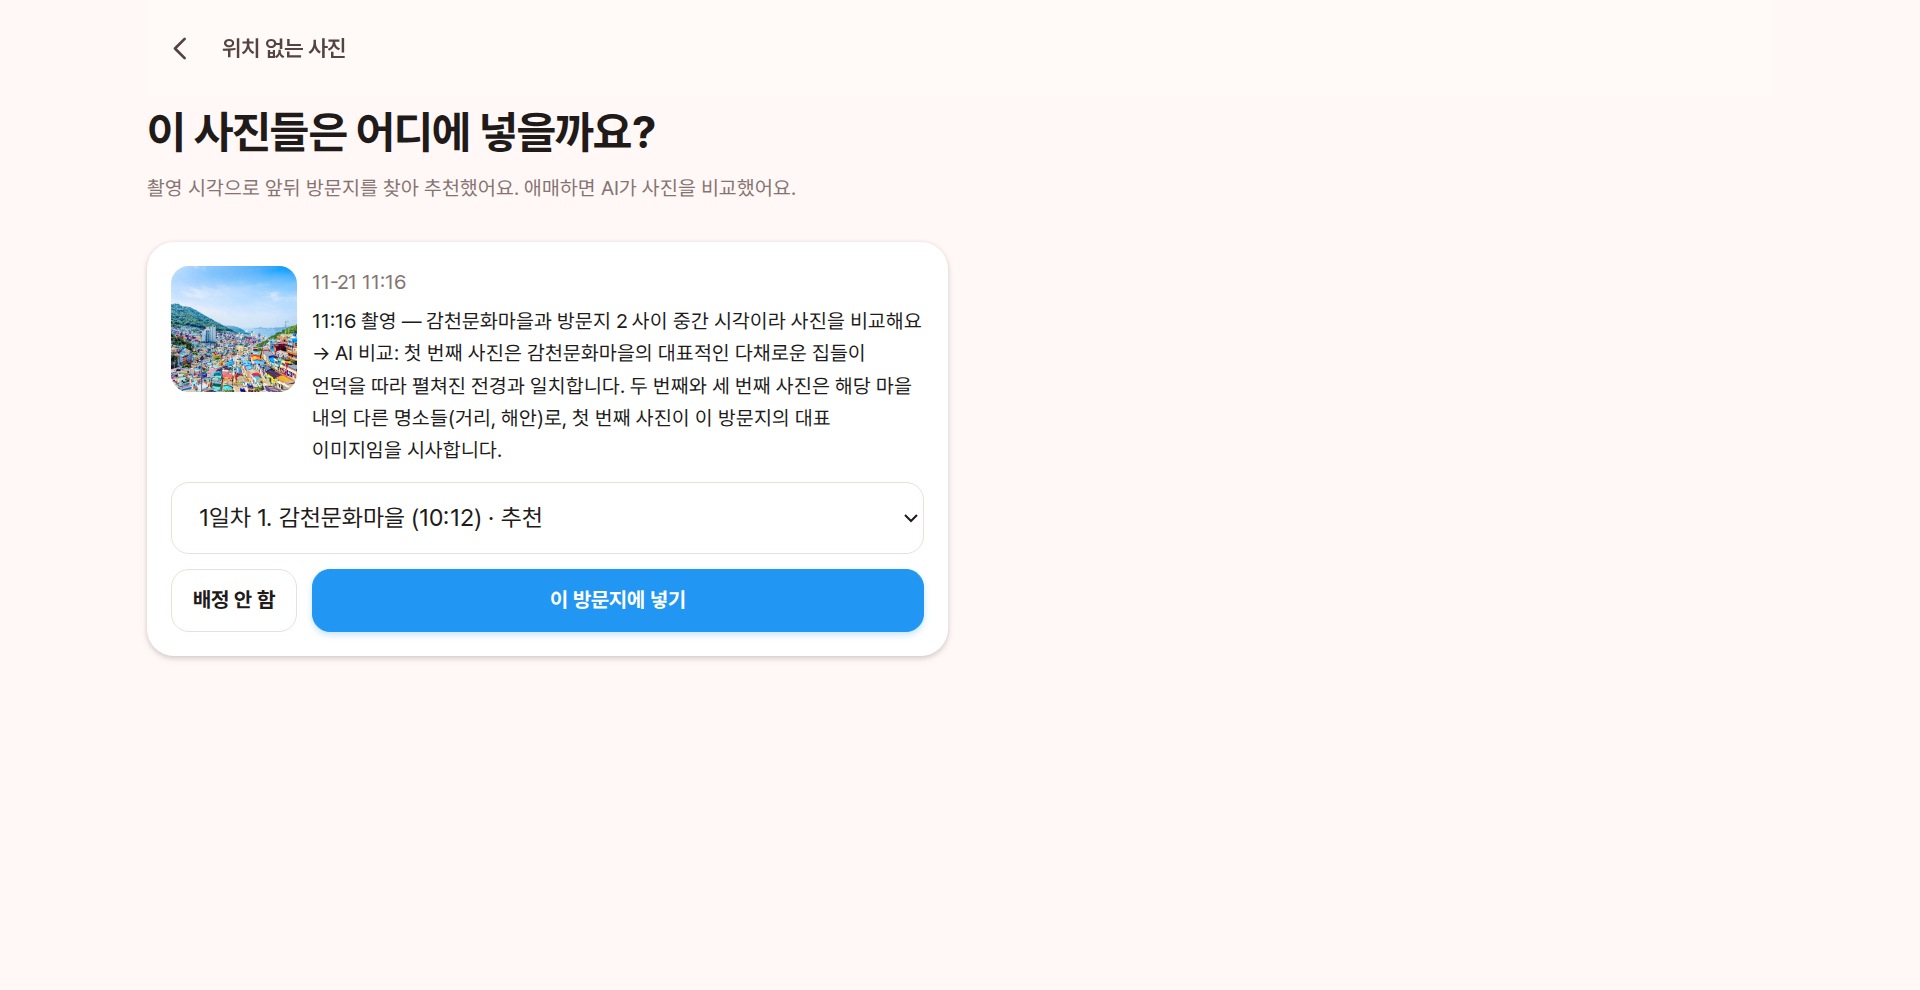 위치 없는 사진
이 사진들은 어디에 넣을까요?
촬영 시각으로 앞뒤 방문지를 찾아 추천했어요. 애매하면 AI가 사진을 비교했어요.
11-21 11:16
11:16 촬영 — 감천문화마을과 방문지 2 사이 중간 시각이라 사진을 비교해요
→ AI 비교: 첫 번째 사진은 감천문화마을의 대표적인 다채로운 집들이
언덕을 따라 펼쳐진 전경과 일치합니다. 두 번째와 세 번째 사진은 해당 마을
내의 다른 명소들(거리, 해안)로, 첫 번째 사진이 이 방문지의 대표
이미지임을 시사합니다.
1일차 1. 감천문화마을 (10:12) · 추천
배정 안 함
이 방문지에 넣기